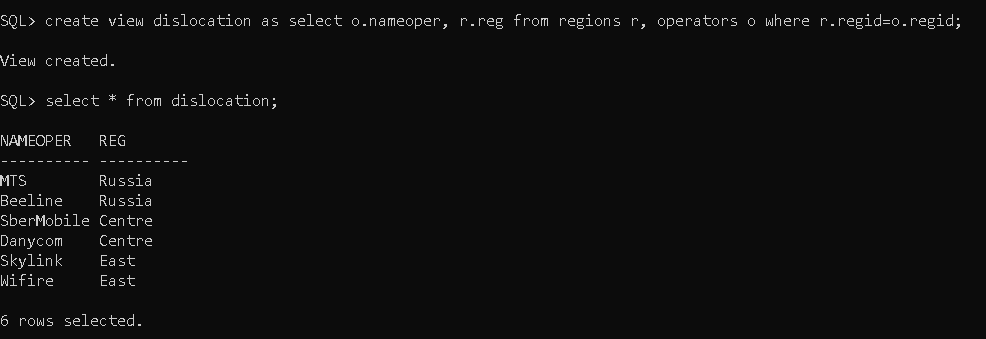 SQL> create view dislocation as select o.nameoper, r.reg from regions r, operators o where r.regid=o.regid;
View created.
SQL> select * from dislocation;
NAMEOPER   REG
---------- ----------
MTS        Russia
Beeline    Russia
SberMobile Centre
Danycom    Centre
Skylink    East
Wifire     East
6 rows selected.